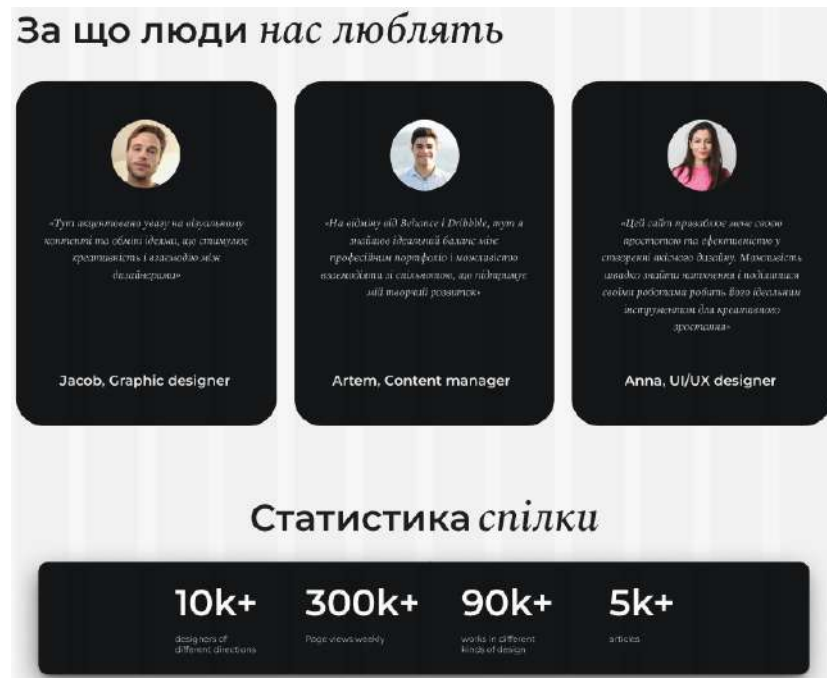 За що люди нас люблять
«Тут акцентовано увагу на візуальному
контенті та обміні ідеями, що стимулює
креативність і взаємодію між
дизайнерами»
Jacob, Graphic designer
«На відміну від Behance і Dribbble, тут я
знайшов ідеальний баланс між
професійним портфоліо і можливістю
взаємодіяти зі спільнотою, що підтримує
мій творчий розвиток»
Artem, Content manager
«Цей сайт приваблює мене своєю
простотою та ефективністю у
створенні якісного дизайну. Можливість
швидко знайти натхнення і поділитися
своїми роботами робить його ідеальним
інструментом для креативного
зростання»
Anna, UI/UX designer
Статистика спілки
10k+
designers of
different directions
300k+
Page views weekly
90k+
works in different
kinds of design
5k+
articles